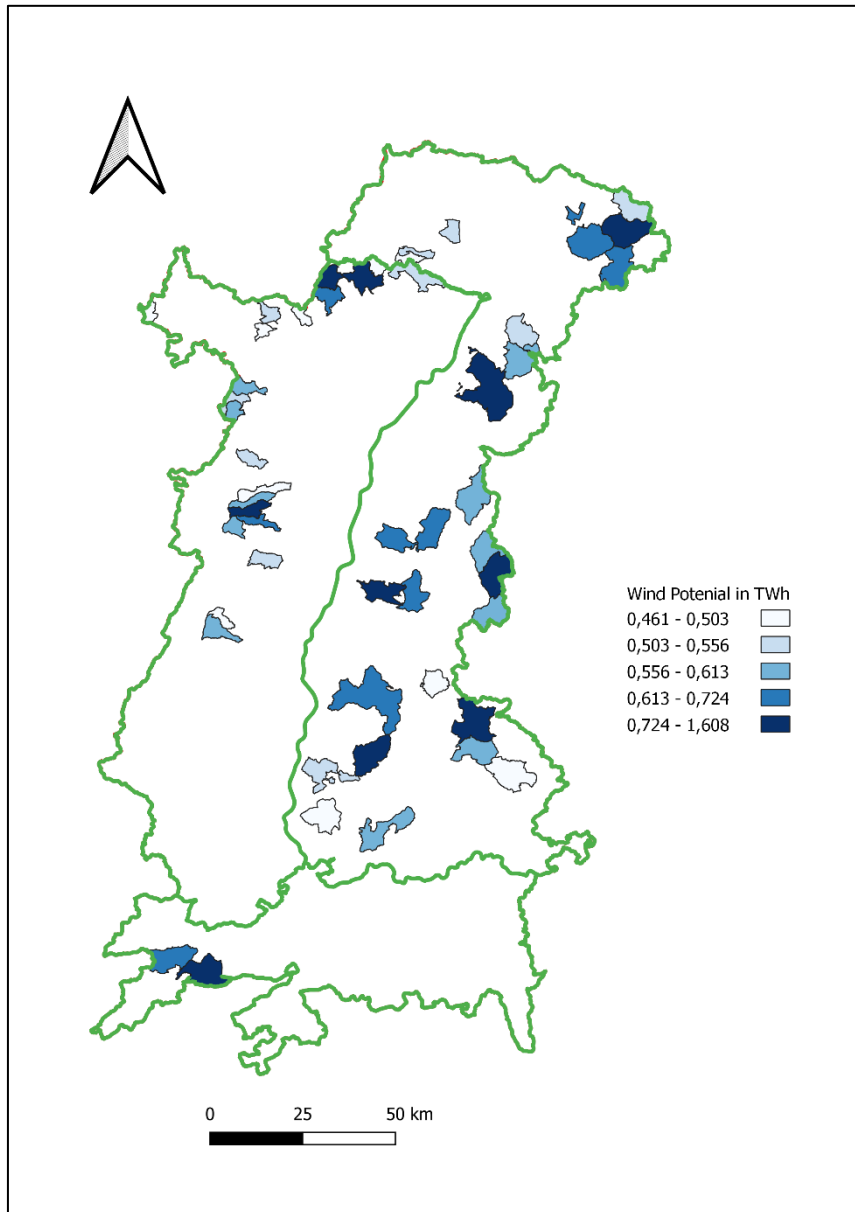 Wind Potenial in TWh
0,461 - 0,503
0,503 - 0,556
0,556 - 0,613
0,613 - 0,724
0,724 - 1,608
0 25 50 km